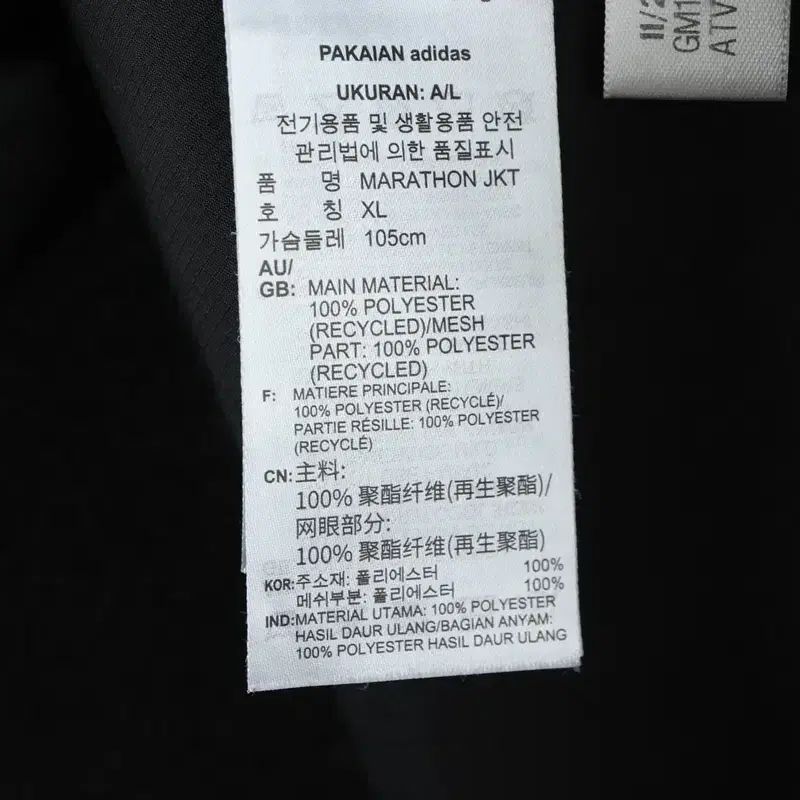 PAKAIAN adidas
UKURAN: A/L
전기용품 및 생활용품 안전
관리법에 의한 품질표시
품 명 MARATHON JKT
호 칭 XL
가슴둘레 105cm
AU/
GB: MAIN MATERIAL:
100% POLYESTER
(RECYCLED)/MESH
PART: 100% POLYESTER
(RECYCLED)
F: MATIERE PRINCIPALE:
100% POLYESTER (RECYCLÉ)/
PARTIE RÉSILLE: 100% POLYESTER
(RECYCLÉ)
CN:主料:
100% 聚酯纤维(再生聚酯)/
网眼部分:
100% 聚酯纤维(再生聚酯)
KOR:주소재: 폴리에스터 100%
메쉬부분: 폴리에스터 100%
IND:MATERIAL UTAMA: 100% POLYESTER
HASIL DAUR ULANG/BAGIAN ANYAM:
100% POLYESTER HASIL DAUR ULANG
11/2
GM1
ATV